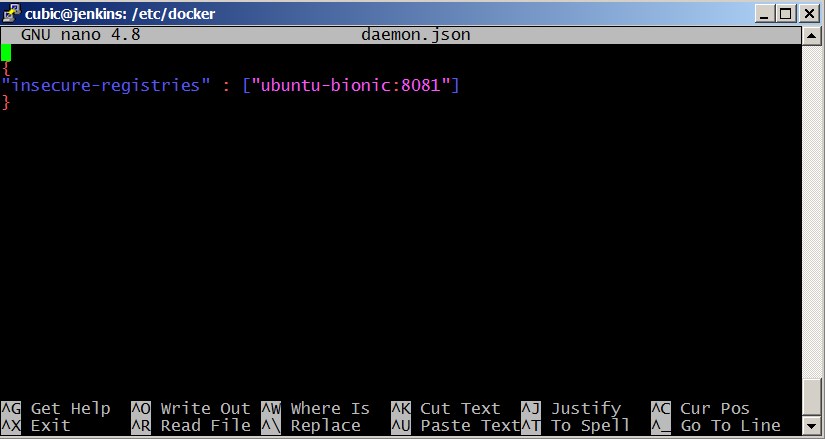 cubic@jenkins: /etc/docker
GNU nano 4.8 daemon.json
{
"insecure-registries" : ["ubuntu-bionic:8081"]
}
^G Get Help ^O Write Out ^W Where Is ^K Cut Text ^J Justify ^C Cur Pos
^X Exit ^R Read File ^\ Replace ^U Paste Text ^T To Spell ^_ Go To Line